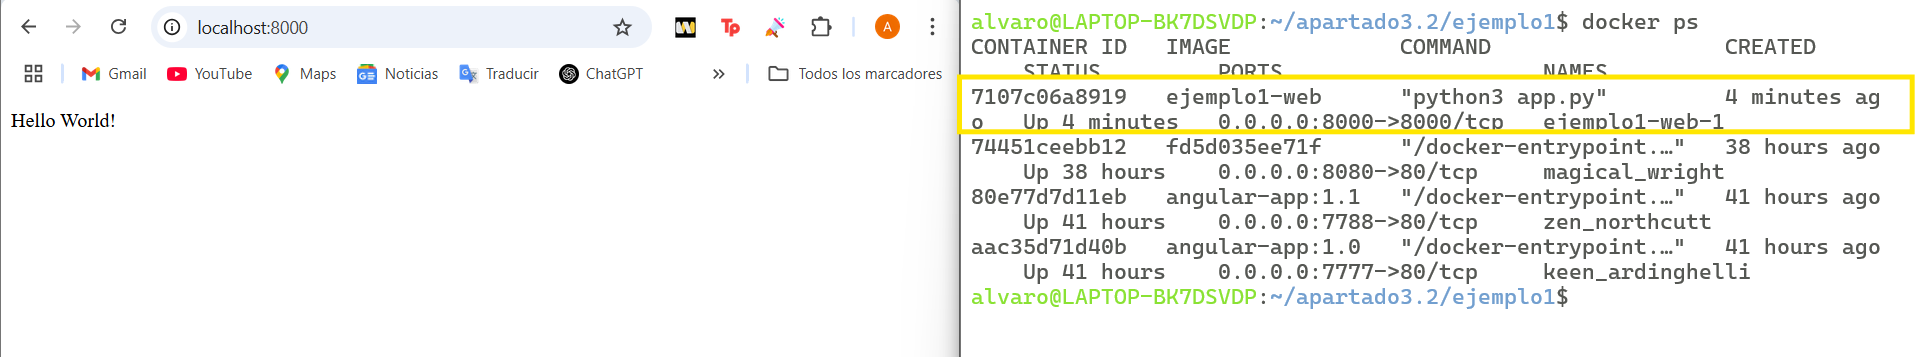 localhost:8000
A
Gmail YouTube Maps Noticias Traducir ChatGPT » Todos los marcadores
Hello World!
alvaro@LAPTOP-BK7DSVDP:~/apartado3.2/ejemplo1$ docker ps
CONTAINER ID IMAGE COMMAND CREATED
STATUS PORTS NAMES
7107c06a8919 ejemplo1-web "python3 app.py" 4 minutes ag
o Up 4 minutes 0.0.0.0:8000->8000/tcp ejemplo1-web-1
74451ceebb12 fd5d035ee71f "/docker-entrypoint.…" 38 hours ago
Up 38 hours 0.0.0.0:8080->80/tcp magical_wright
80e77d7d11eb angular-app:1.1 "/docker-entrypoint.…" 41 hours ago
Up 41 hours 0.0.0.0:7788->80/tcp zen_northcutt
aac35d71d40b angular-app:1.0 "/docker-entrypoint.…" 41 hours ago
Up 41 hours 0.0.0.0:7777->80/tcp keen_ardinghelli
alvaro@LAPTOP-BK7DSVDP:~/apartado3.2/ejemplo1$